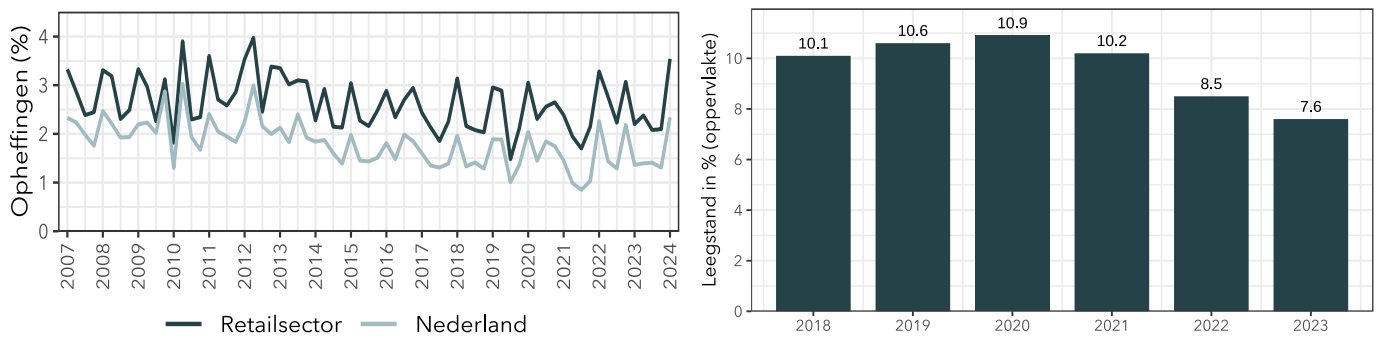 Opheffingen (%)
4
3
2
1
0
2007 2008 2009 2010 2011 2012 2013 2014 2015 2016 2017 2018 2019 2020 2021 2022 2023 2024
Retailsector Nederland
Leegstand in % (oppervlakte)
10
8
6
4
2
0
10.1 10.6 10.9 10.2 8.5 7.6
2018 2019 2020 2021 2022 2023